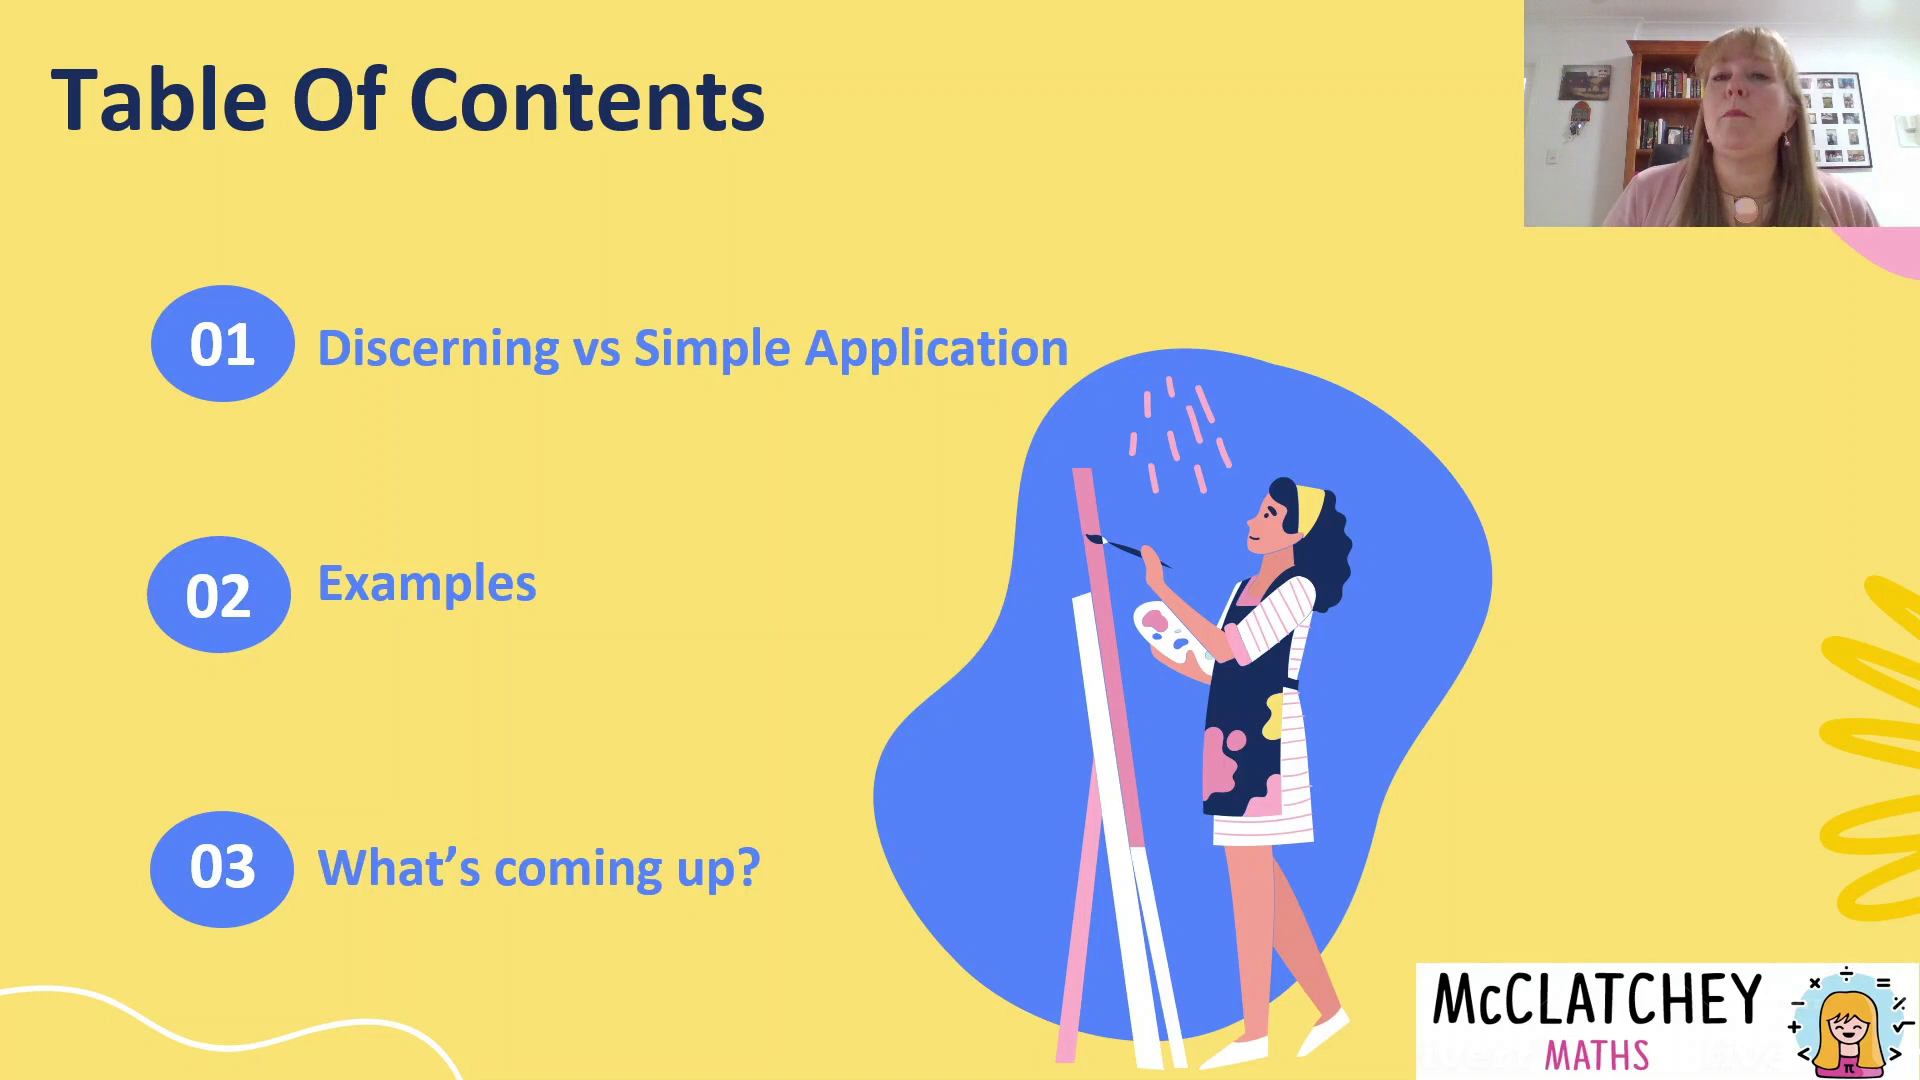 Table Of Contents
01 Discerning vs Simple Application
02 Examples
03 What's coming up?
McCLATCHEY
MATHS